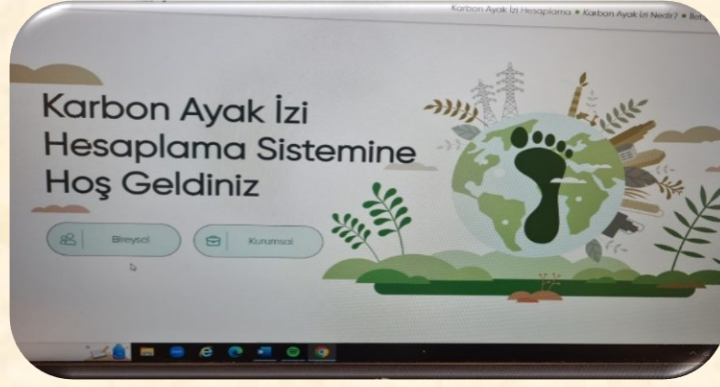 Karbon Ayak İzi Hesaplama • Karbon Ayak İzi Nedir? •
Karbon Ayak İzi
Hesaplama Sistemine
Hoş Geldiniz
Bireysel
Kurumsal